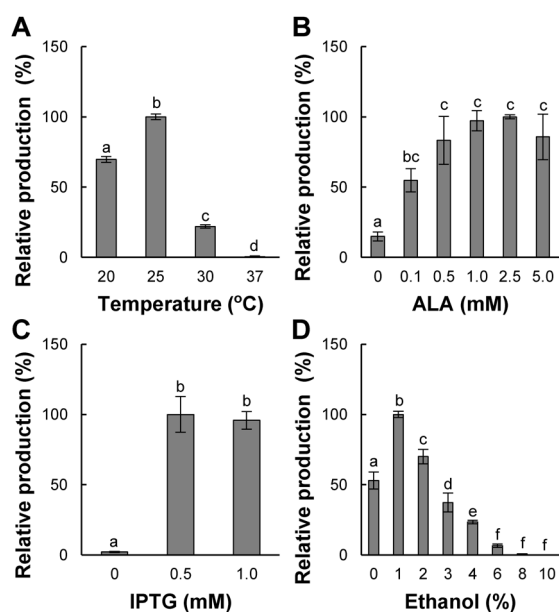 A
Relative production (%)
150
100
50
0
a
b
c
d
20 25 30 37
Temperature (ºC)
B
Relative production (%)
150
100
50
0
a
bc
c
c
c
c
0 0.1 0.5 1.0 2.5 5.0
ALA (mM)
C
Relative production (%)
150
100
50
0
a
b
b
0 0.5 1.0
IPTG (mM)
D
Relative production (%)
150
100
50
0
a
b
c
d
e
f
f
f
0 1 2 3 4 6 8 10
Ethanol (%)